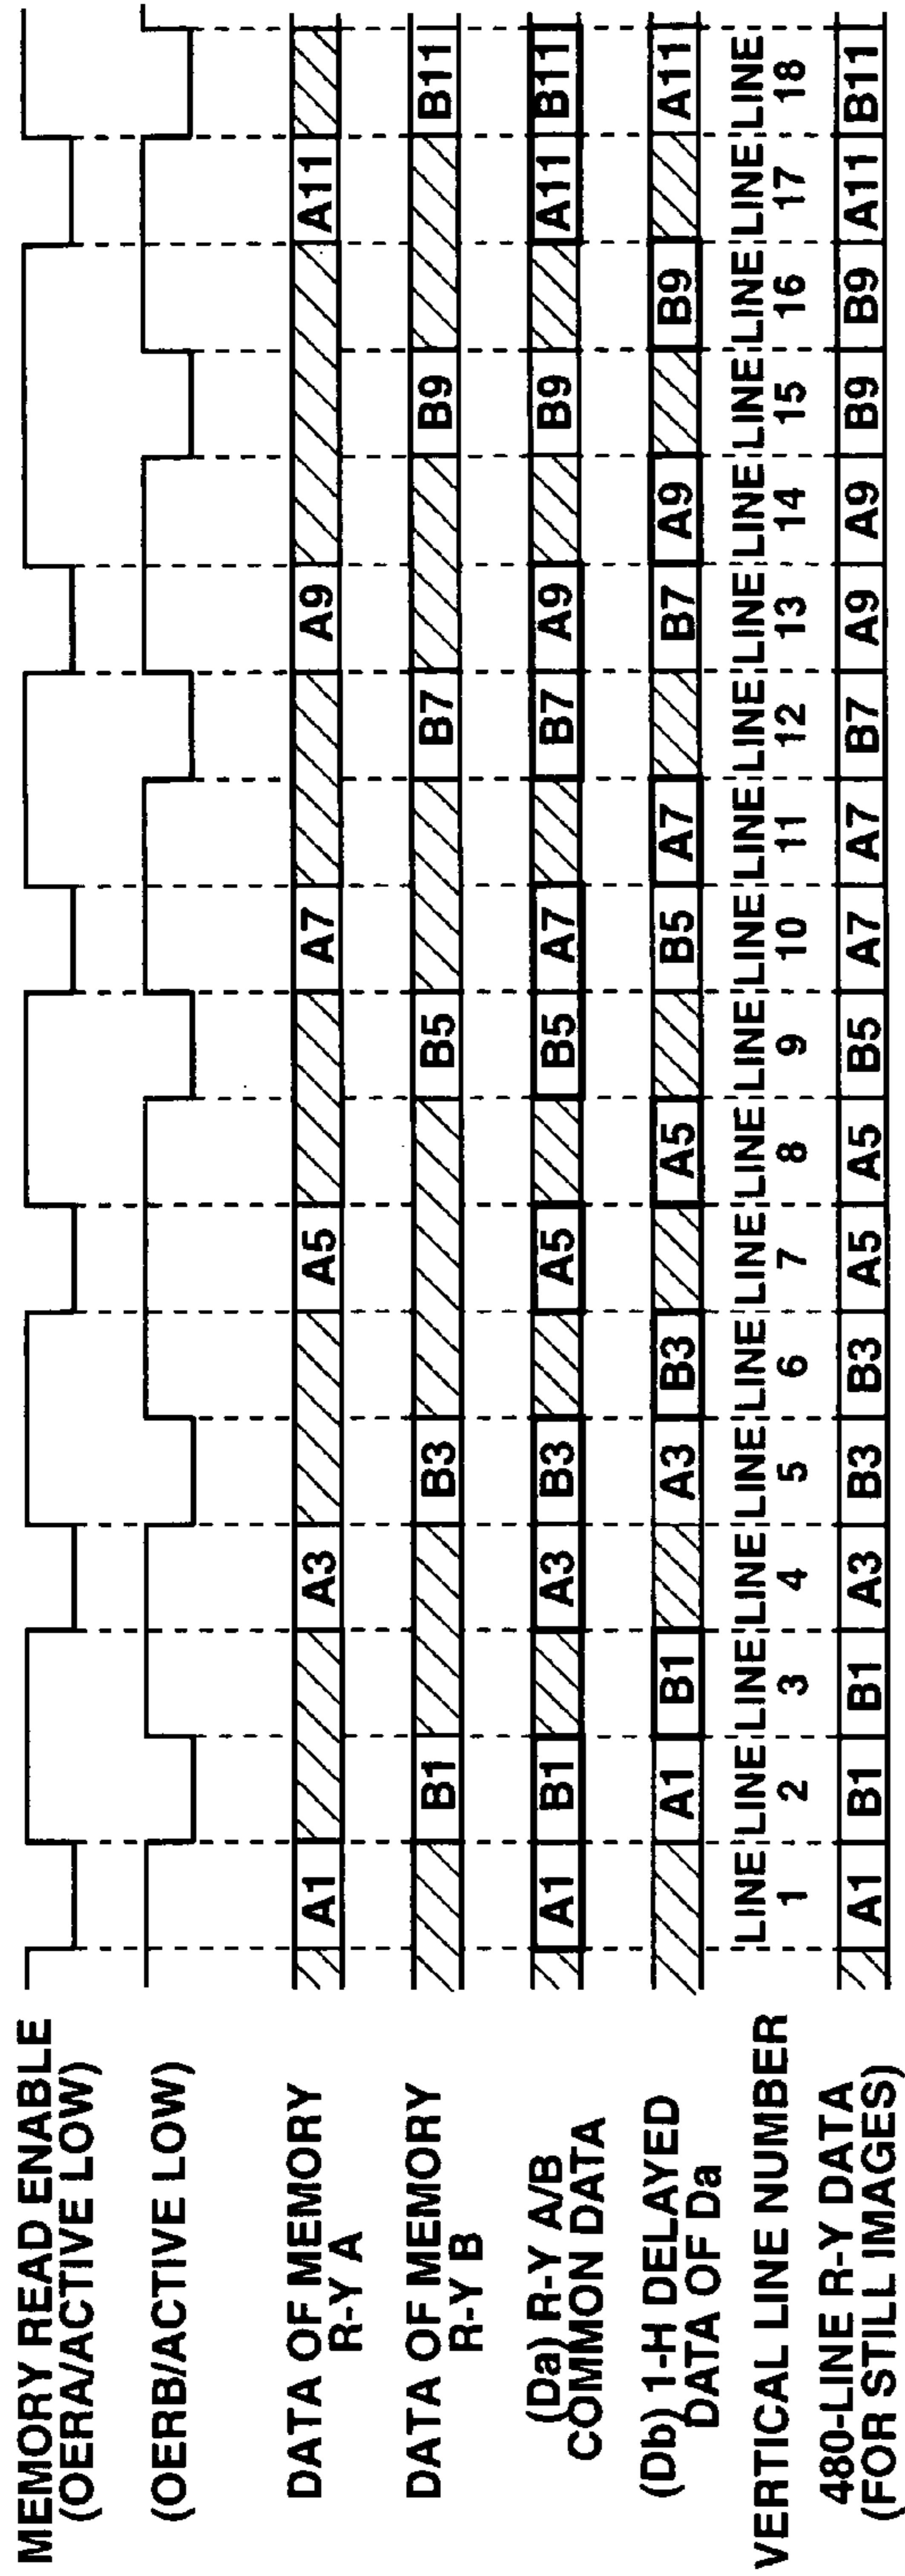 MEMORY READ ENABLE
(OERA/ACTIVE LOW)
(OERB/ACTIVE LOW)
DATA OF MEMORY
R-Y A
A1 A3 A5 A7 A9 A11
DATA OF MEMORY
R-Y B
B1 B3 B5 B7 B9 B11
(Da) R-Y A/B
COMMON DATA
A1 B1 A3 B3 A5 B5 A7 B7 A9 B9 A11 B11
(Db) 1-H DELAYED
DATA OF Da
A1 B1 A3 B3 A5 B5 A7 B7 A9 B9 A11
VERTICAL LINE NUMBER
LINE LINE LINE LINE LINE LINE LINE LINE LINE LINE LINE LINE LINE LINE LINE LINE LINE LINE
1 2 3 4 5 6 7 8 9 10 11 12 13 14 15 16 17 18
480-LINE R-Y DATA
(FOR STILL IMAGES)
A1 B1 B1 A3 B3 B3 A5 A5 B5 A7 A7 B7 A9 A9 B9 B9 A11 B11